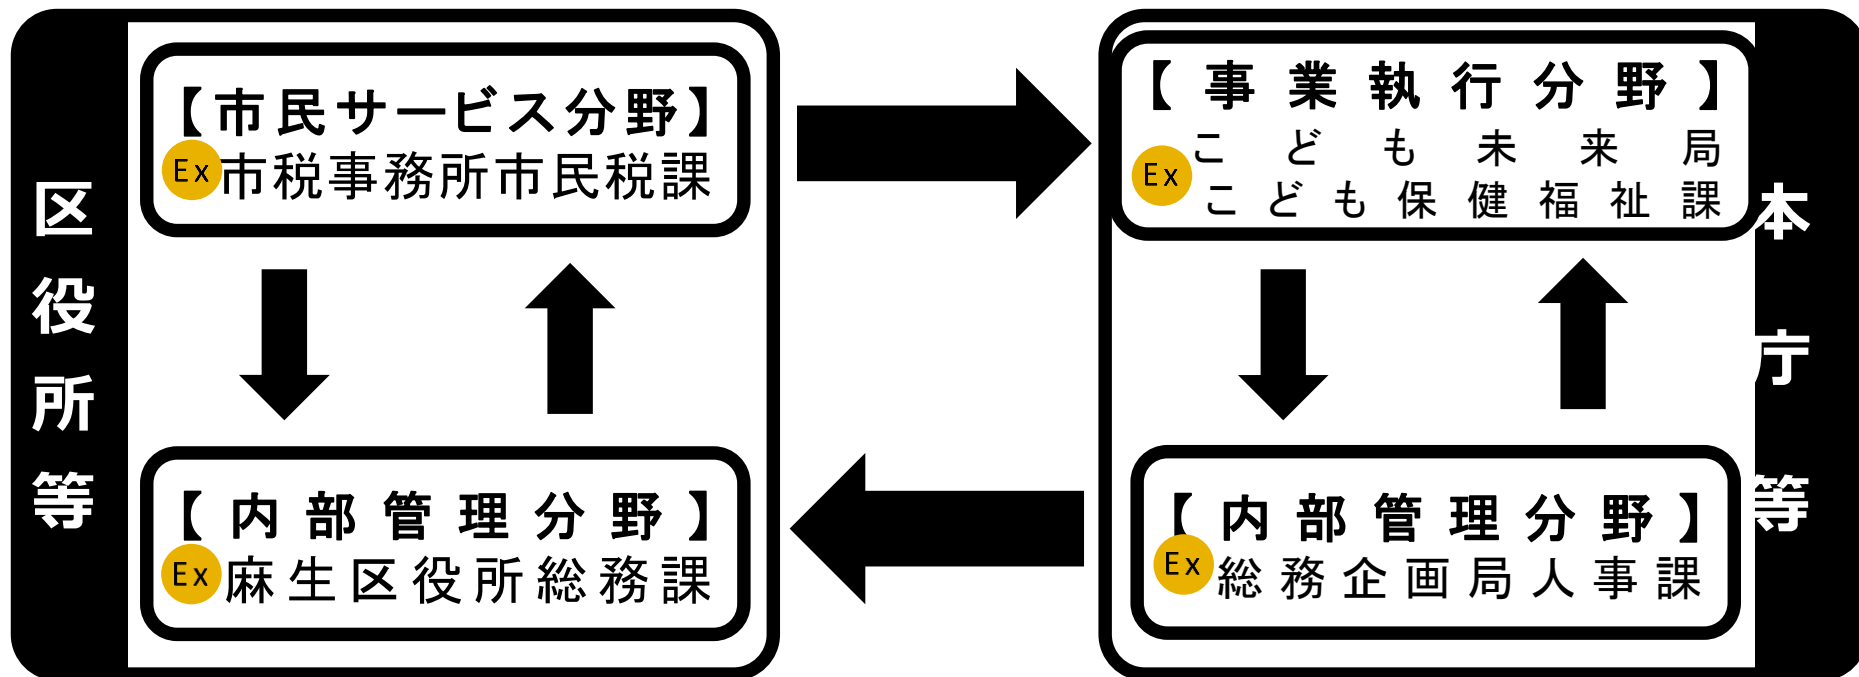 区役所等
【市民サービス分野】
Ex 市税事務所市民税課
【内部管理分野】
Ex 麻生区役所総務課
【事業執行分野】
Ex こども未来局
こども保健福祉課
【内部管理分野】
Ex 総務企画局人事課
本庁等